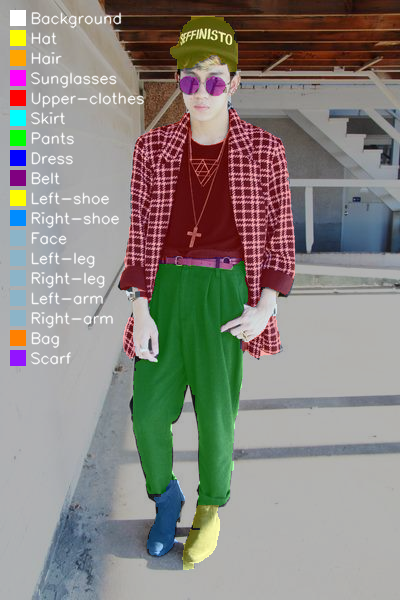 Background
Hat
Hair
Sunglasses
Upper-clothes
Skirt
Pants
Dress
Belt
Left-shoe
Right-shoe
Face
Left-leg
Right-leg
Left-arm
Right-arm
Bag
Scarf
SEFFINISTO